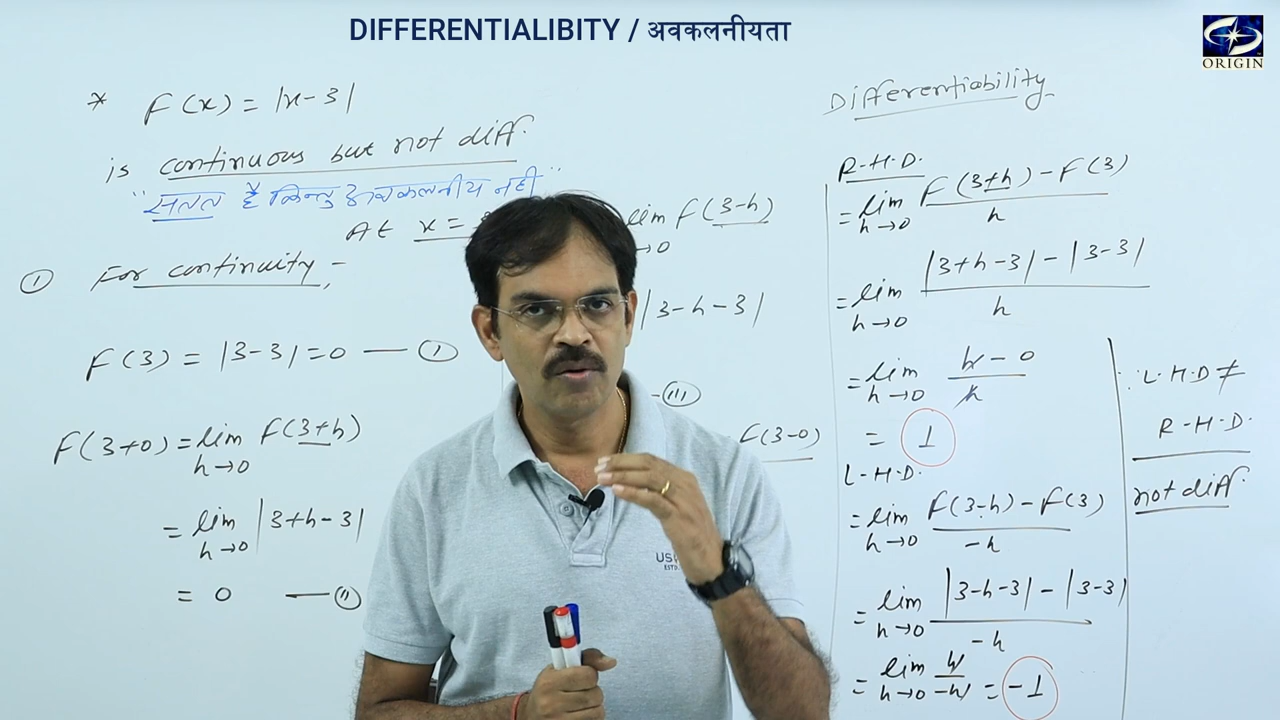 DIFFERENTIALIBITY / अवकलनीयता
ORIGIN
* F(x) = |x-3|
is continuous but not diff.
"सतत है किन्तु अवकलनीय नहीं"
At x =
① For continuity -
F(3) = |3-3| = 0 — ①
F(3+0) = lim F(3+h)
h→0
= lim |3+h-3|
h→0
= 0 — ②
lim F(3-h)
→0
|3-h-3|
— (iii)
F(3-0)
US
ESTD
Differentiability
R.H.D.
= lim F(3+h) - F(3)
h→0 h
= lim |3+h-3| - |3-3|
h→0 h
= lim h - 0
h→0 h
= 1
L.H.D.
= lim F(3-h) - F(3)
h→0 -h
= lim |3-h-3| - |3-3|
h→0 -h
= lim h
h→0 -h = -1
∵ L.H.D ≠
R.H.D.
not diff.